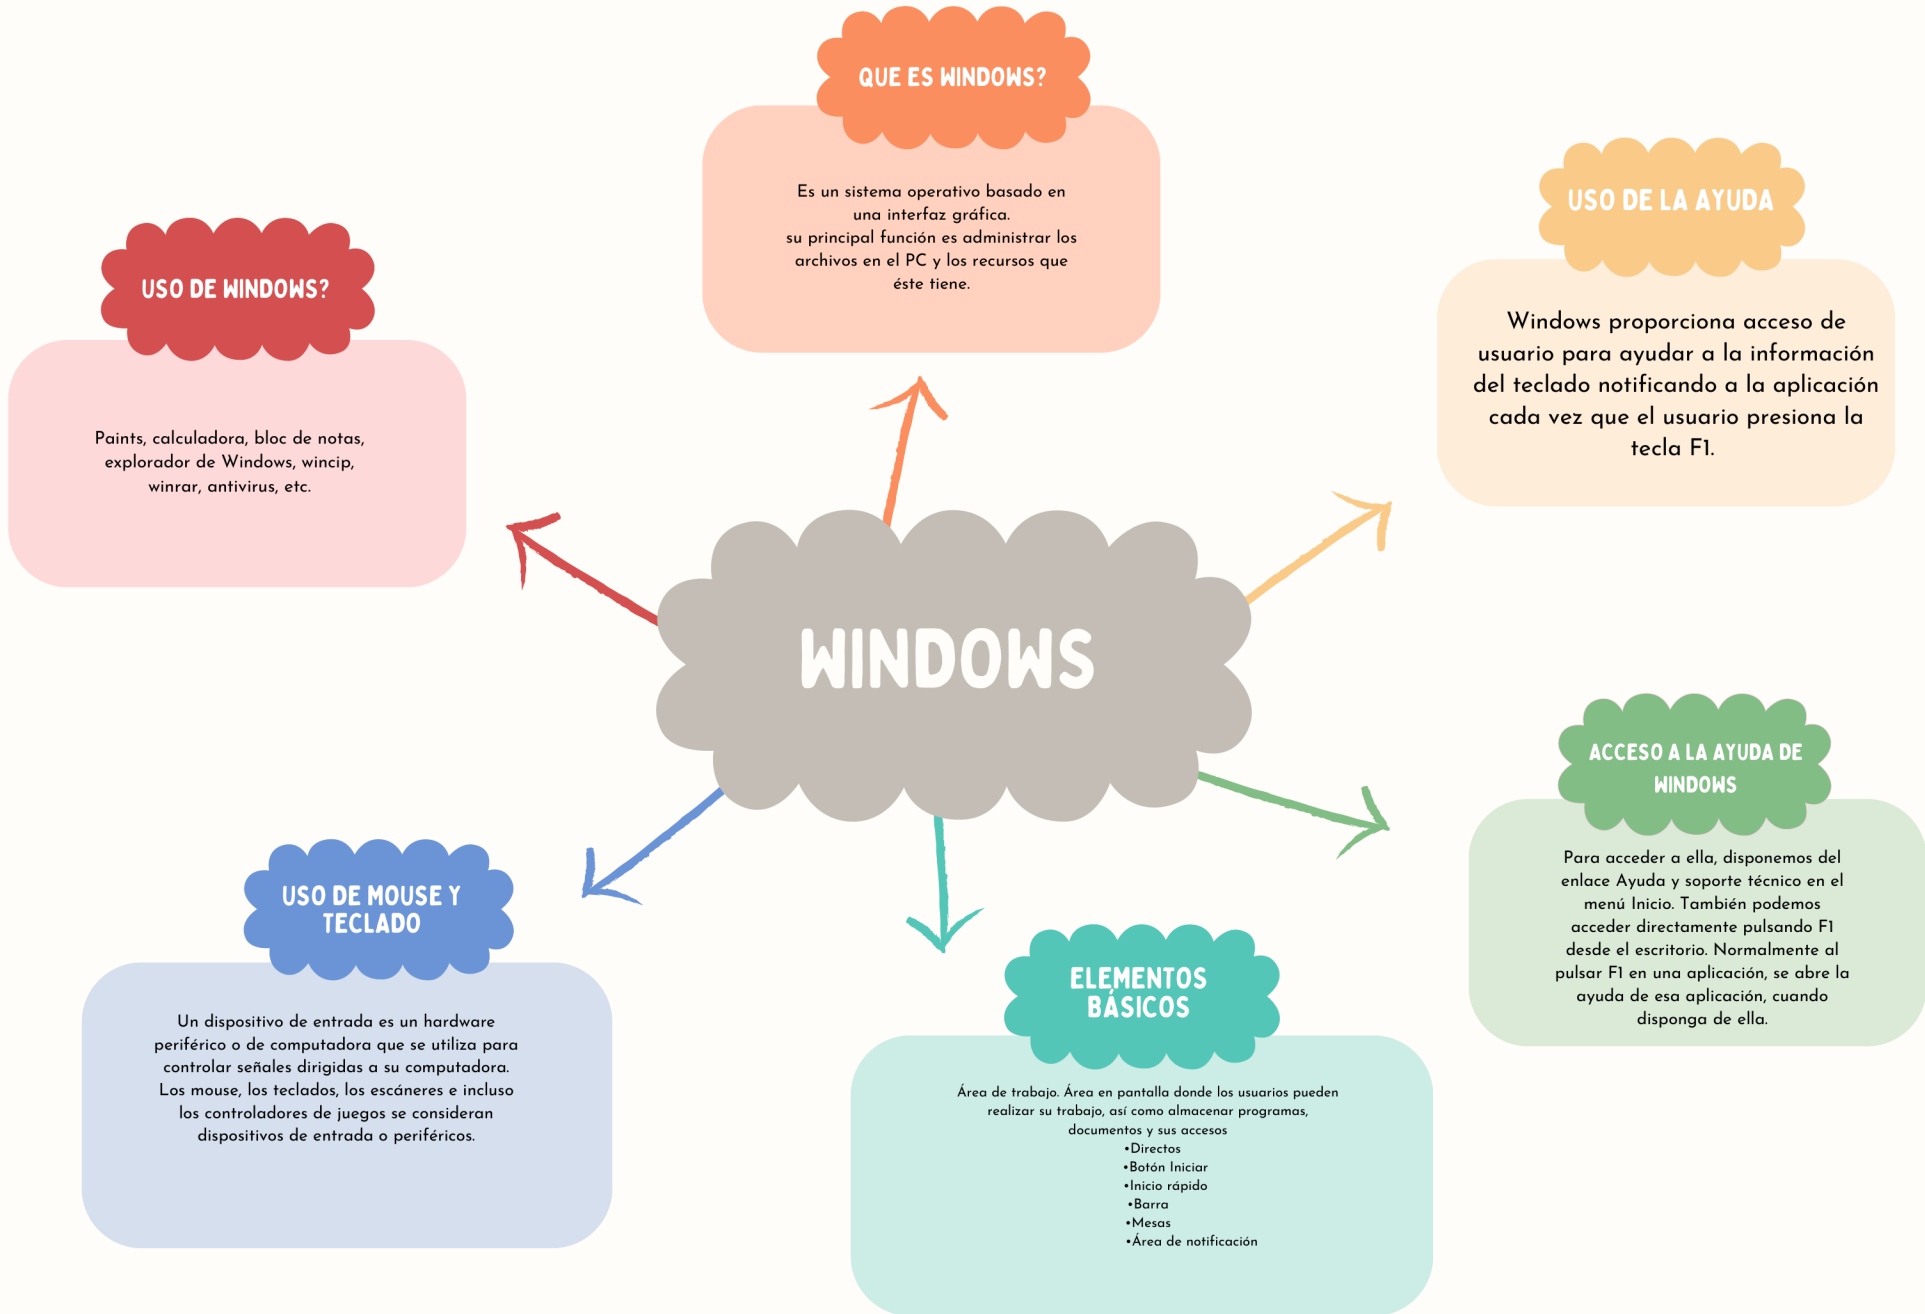 QUE ES WINDOWS?
Es un sistema operativo basado en
una interfaz gráfica.
su principal función es administrar los
archivos en el PC y los recursos que
éste tiene.
USO DE LA AYUDA
Windows proporciona acceso de
usuario para ayudar a la información
del teclado notificando a la aplicación
cada vez que el usuario presiona la
tecla F1.
USO DE WINDOWS?
Paints, calculadora, bloc de notas,
explorador de Windows, wincip,
winrar, antivirus, etc.
WINDOWS
ACCESO A LA AYUDA DE
WINDOWS
Para acceder a ella, disponemos del
enlace Ayuda y soporte técnico en el
menú Inicio. También podemos
acceder directamente pulsando F1
desde el escritorio. Normalmente al
pulsar F1 en una aplicación, se abre la
ayuda de esa aplicación, cuando
disponga de ella.
USO DE MOUSE Y
TECLADO
Un dispositivo de entrada es un hardware
periférico o de computadora que se utiliza para
controlar señales dirigidas a su computadora.
Los mouse, los teclados, los escáneres e incluso
los controladores de juegos se consideran
dispositivos de entrada o periféricos.
ELEMENTOS
BÁSICOS
Área de trabajo. Área en pantalla donde los usuarios pueden
realizar su trabajo, así como almacenar programas,
documentos y sus accesos
•Directos
•Botón Iniciar
•Inicio rápido
•Barra
•Mesas
•Área de notificación